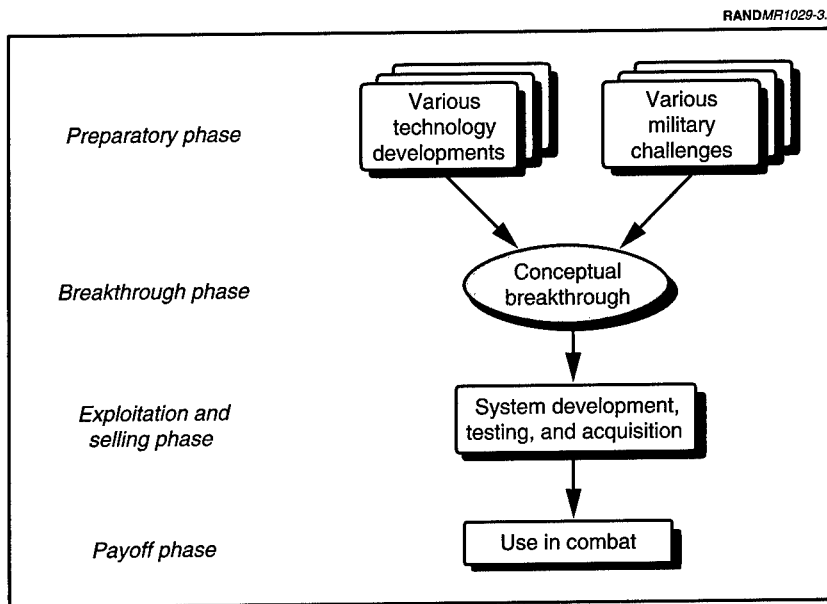 RANDMR1029-3.
Preparatory phase
Various
technology
developments
Various
military
challenges
Breakthrough phase
Conceptual
breakthrough
Exploitation and
selling phase
System development,
testing, and acquisition
Payoff phase
Use in combat